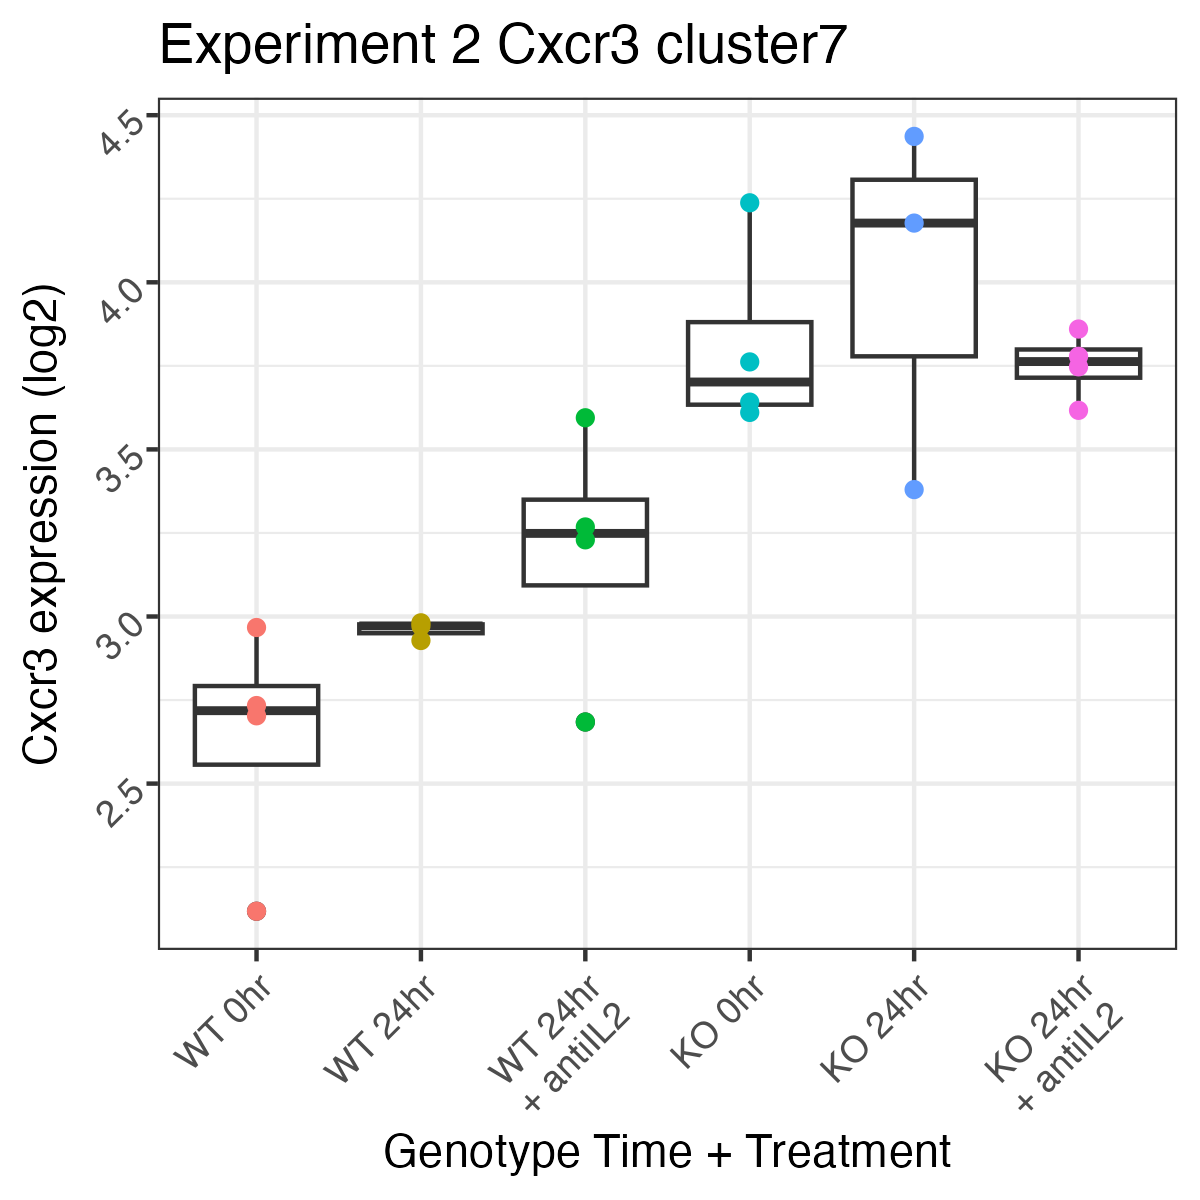 Experiment 2 Cxcr3 cluster7
Cxcr3 expression (log2)
4.5
4.0
3.5
3.0
2.5
WT 0hr
WT 24hr
WT 24hr
+ antiIL2
KO 0hr
KO 24hr
KO 24hr
+ antiIL2
Genotype Time + Treatment